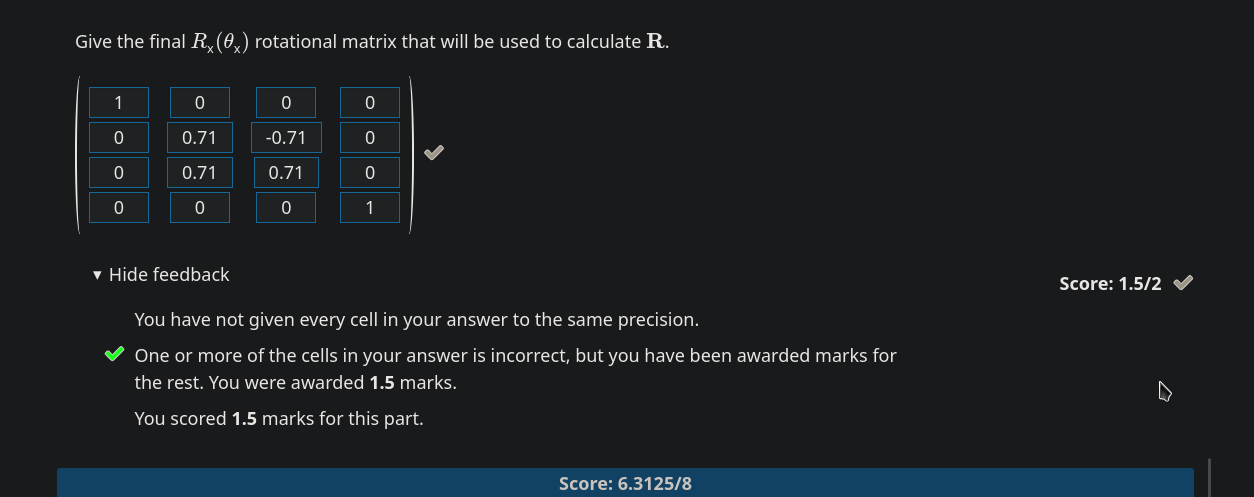 Give the final Rₓ(θₓ) rotational matrix that will be used to calculate R.
1 0 0 0
0 0.71 -0.71 0
0 0.71 0.71 0
0 0 0 1
▾ Hide feedback
Score: 1.5/2
You have not given every cell in your answer to the same precision.
One or more of the cells in your answer is incorrect, but you have been awarded marks for
the rest. You were awarded 1.5 marks.
You scored 1.5 marks for this part.
Score: 6.3125/8